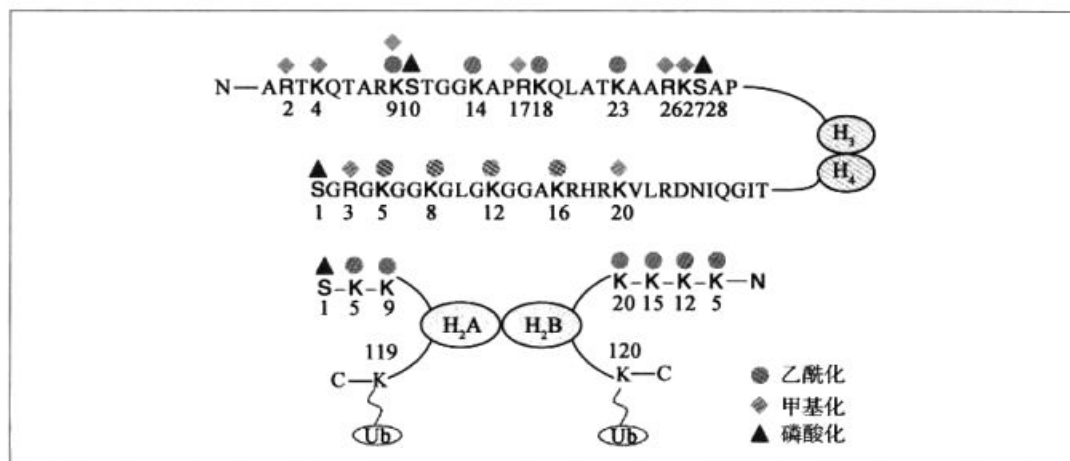 N—ARTKQTARKSTGGKAPRKQLATKAARKSAP
2 4 910 14 1718 23 262728
H₃
H₄
SGRGKGGKGLGKGGAKRHRKVLRDNIQGIT
1 3 5 8 12 16 20
S–K–K
1 5 9
K–K–K–K–N
20 15 12 5
H₂A H₂B
119 120
C–K K–C
Ub Ub
乙酰化
甲基化
磷酸化